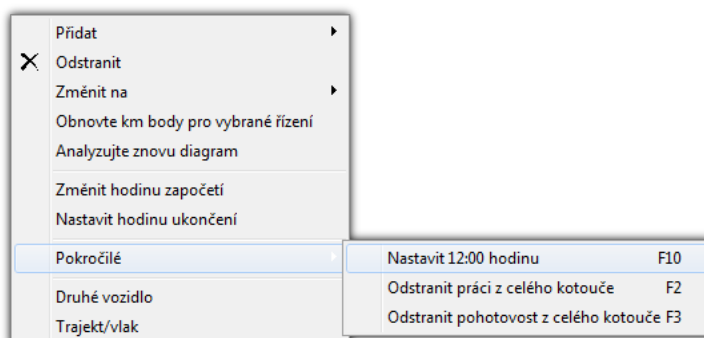 Přidat
Odstranit
Změnit na
Obnovte km body pro vybrané řízení
Analyzujte znovu diagram
Změnit hodinu započetí
Nastavit hodinu ukončení
Pokročilé
Nastavit 12:00 hodinu F10
Odstranit práci z celého kotouče F2
Odstranit pohotovost z celého kotouče F3
Druhé vozidlo
Trajekt/vlak